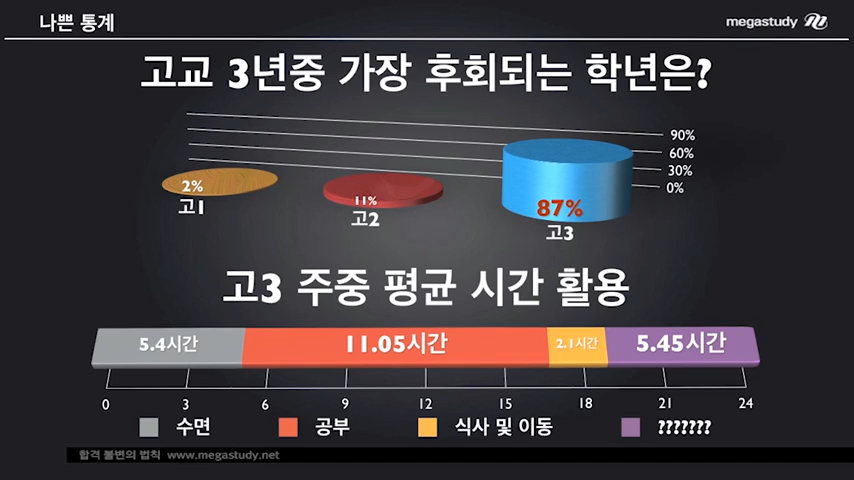 나쁜 통계
megastudy
고교 3년중 가장 후회되는 학년은?
90%
60%
30%
0%
2%
고1
11%
고2
87%
고3
고3 주중 평균 시간 활용
5.4시간 11.05시간 2.1시간 5.45시간
0 3 6 9 12 15 18 21 24
수면 공부 식사 및 이동 ???????
합격 불변의 법칙 www.megastudy.net